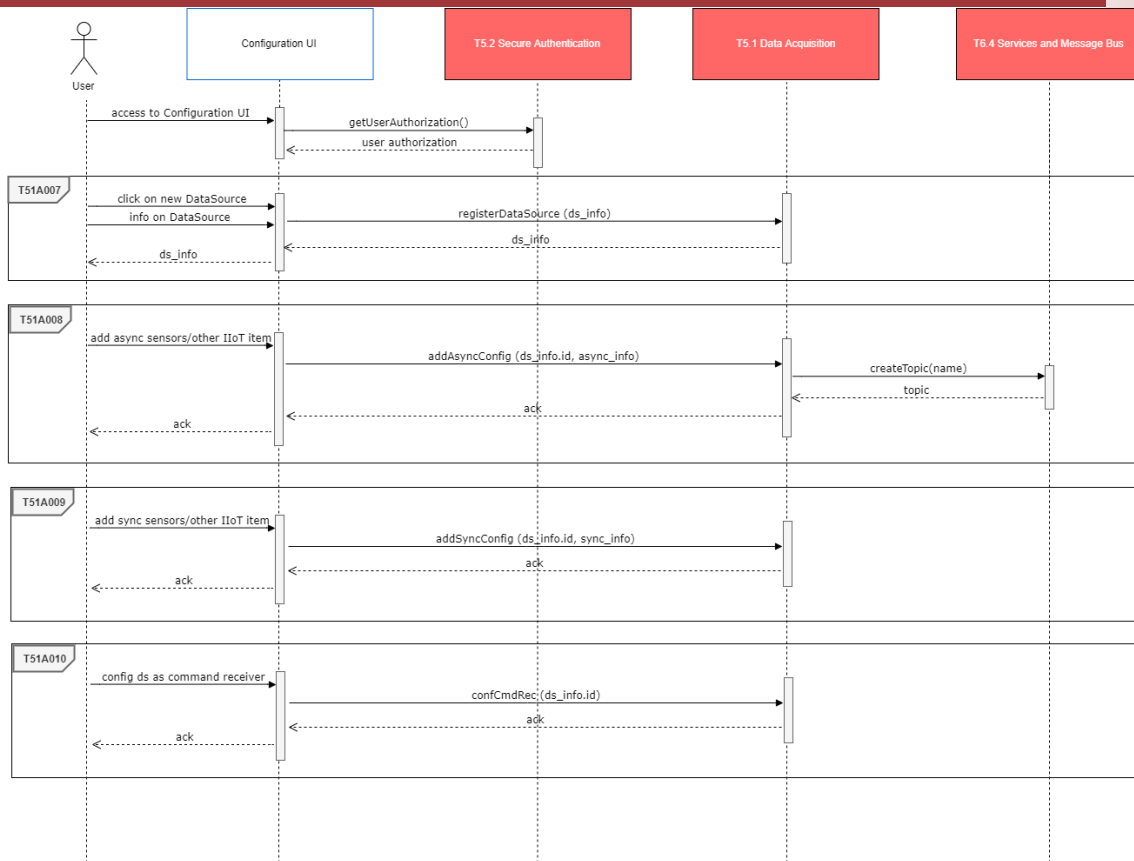 Configuration UI
T5.2 Secure Authentication
T5.1 Data Acquisition
T6.4 Services and Message Bus
User
access to Configuration UI
getUserAuthorization()
user authorization
T51A007
click on new DataSource
info on DataSource
registerDataSource (ds_info)
ds_info
ds_info
T51A008
add async sensors/other IIoT item
addAsyncConfig (ds_info.id, async_info)
createTopic(name)
topic
ack
ack
T51A009
add sync sensors/other IIoT item
addSyncConfig (ds_info.id, sync_info)
ack
ack
T51A010
config ds as command receiver
confCmdRec (ds_info.id)
ack
ack